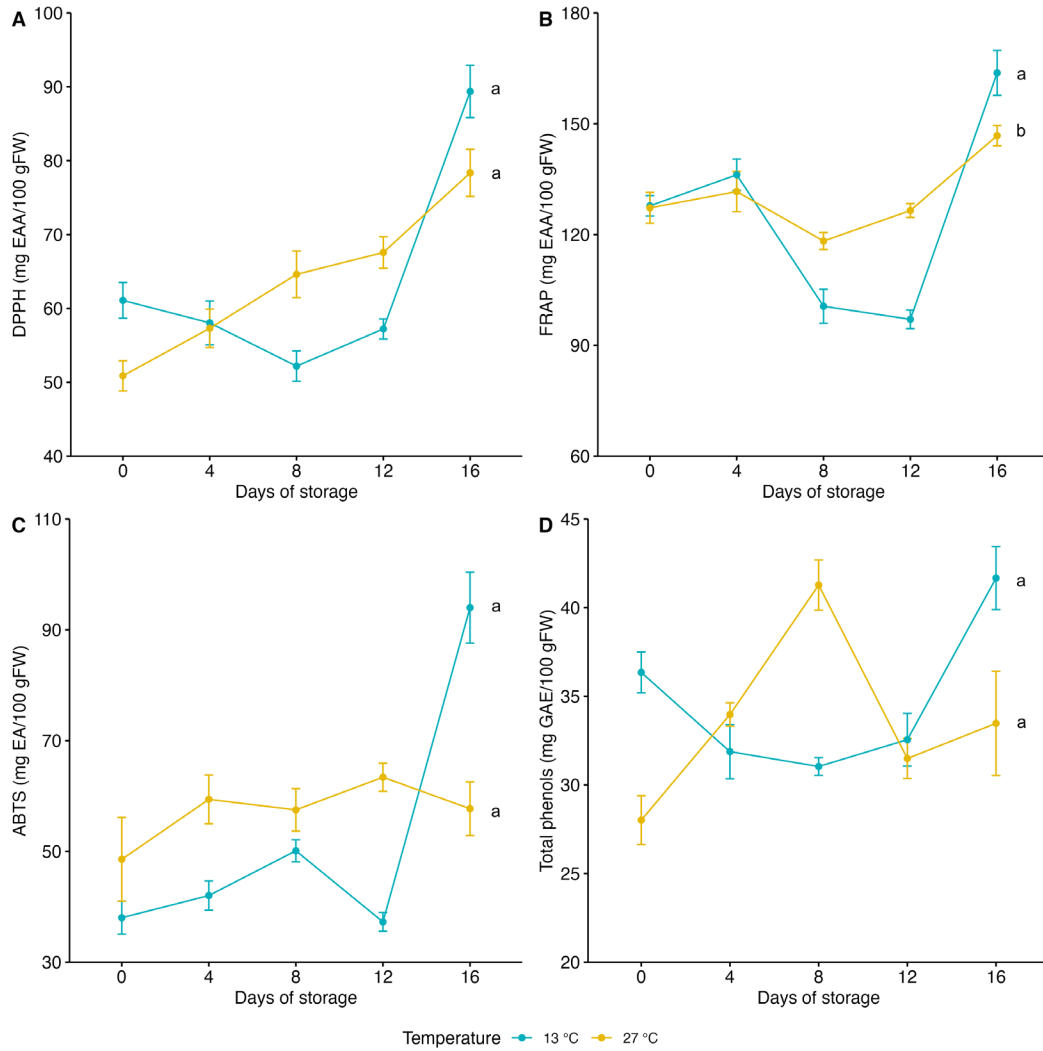 A
DPPH (mg EAA/100 gFW)
100
90
80
70
60
50
40
a
a
0 4 8 12 16
Days of storage
B
FRAP (mg EAA/100 gFW)
180
150
120
90
60
a
b
0 4 8 12 16
Days of storage
C
ABTS (mg EA/100 gFW)
110
90
70
50
30
a
a
0 4 8 12 16
Days of storage
D
Total phenols (mg GAE/100 gFW)
45
40
35
30
25
20
a
a
0 4 8 12 16
Days of storage
Temperature 13 °C 27 °C